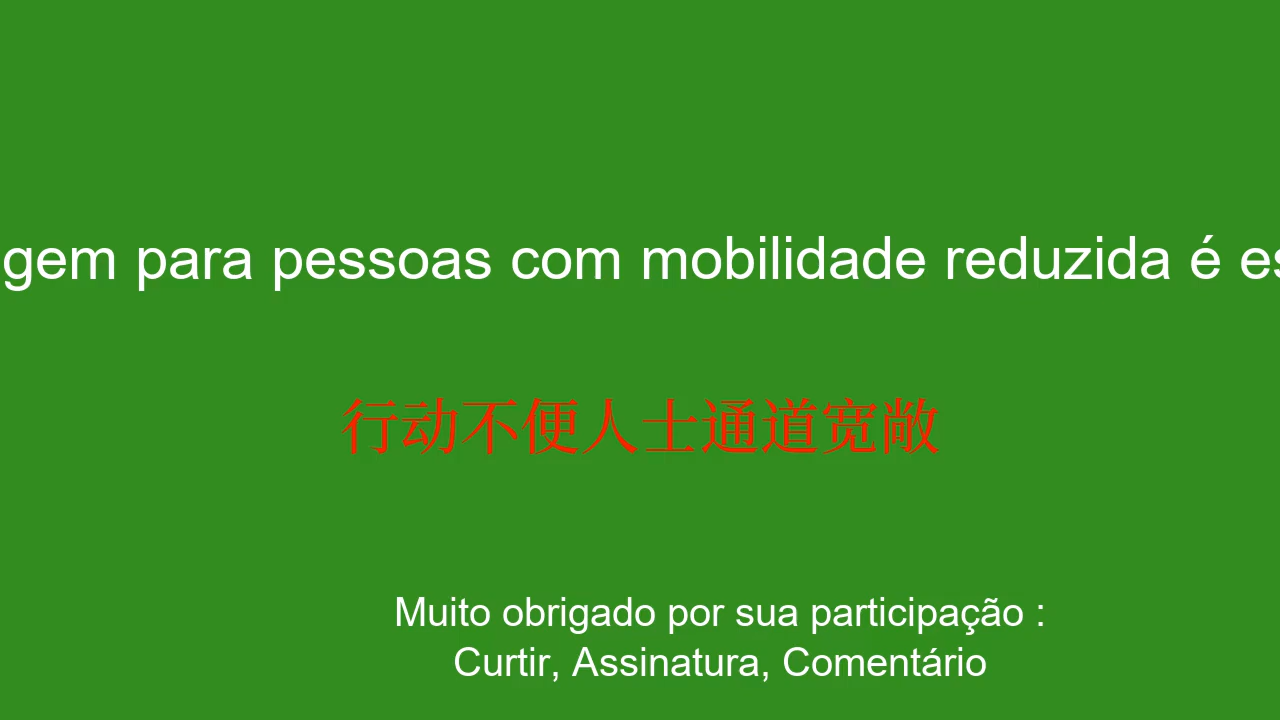 gem para pessoas com mobilidade reduzida é es
行动不便人士通道宽敞
Muito obrigado por sua participação :
Curtir, Assinatura, Comentário